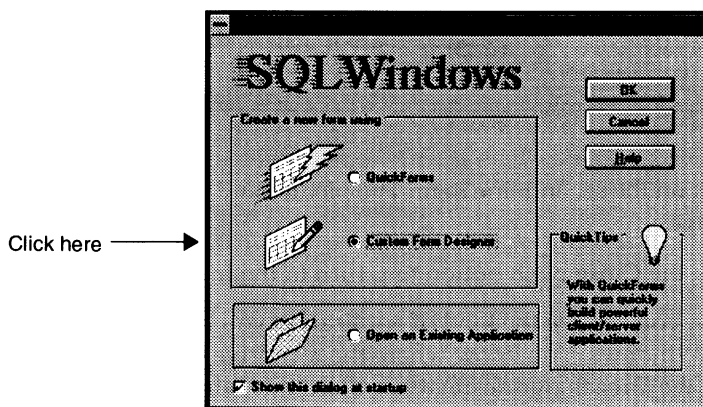 SQLWindows
OK
Create a new form using
Cancel
Help
QuickForms
Click here
Custom Form Designer
QuickTips
With QuickForms
you can quickly
build powerful
client/server
applications.
Open an Existing Application
Show this dialog at startup